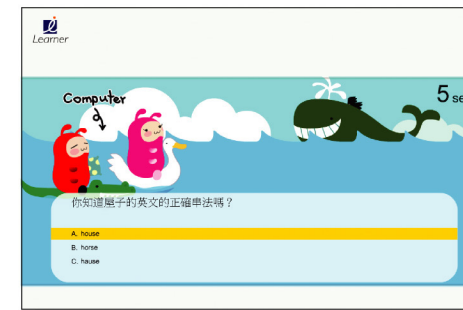 Learner
Computer
5 se
你知道屋子的英文的正確串法嗎？
A. house
B. horse
C. hause